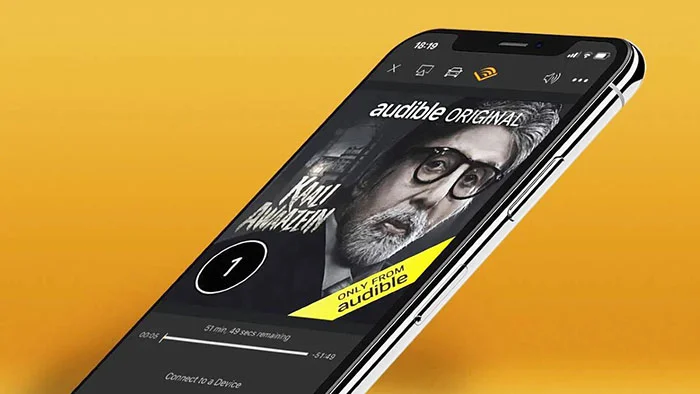 18:19
audible ORIGINAL
KAALI
AWAAZEIN
1
ONLY FROM
audible
51 min, 49 secs remaining
00:05
-51:49
Connect to a Device